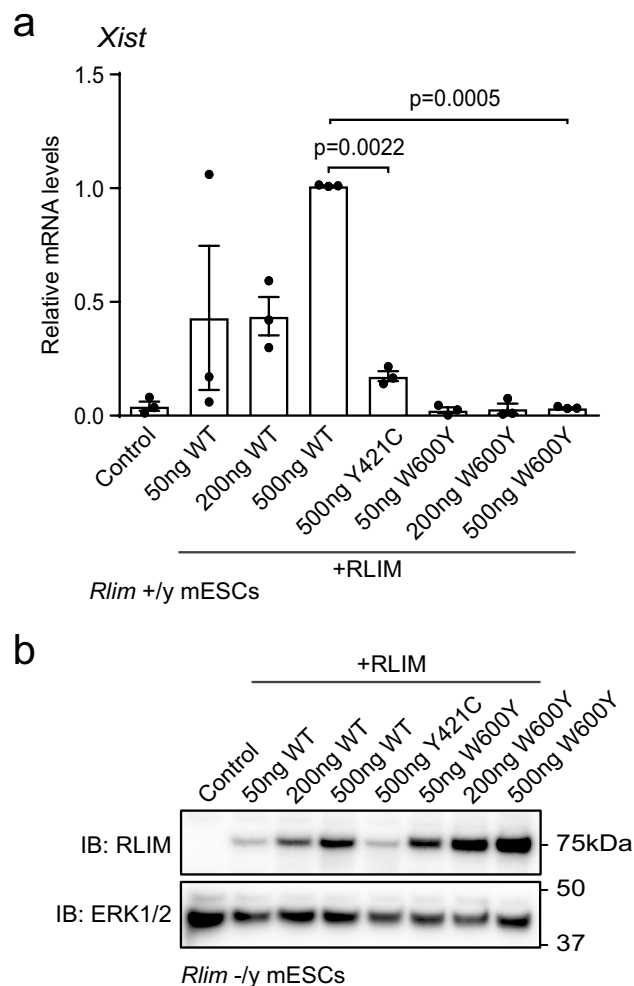 a
Xist
Relative mRNA levels
1.5
1.0
0.5
0.0
p=0.0005
p=0.0022
Control
50ng WT
200ng WT
500ng WT
500ng Y421C
50ng W600Y
200ng W600Y
500ng W600Y
+RLIM
Rlim +/y mESCs
b
+RLIM
Control
50ng WT
200ng WT
500ng WT
500ng Y421C
50ng W600Y
200ng W600Y
500ng W600Y
IB: RLIM
75kDa
50
IB: ERK1/2
37
Rlim -/y mESCs